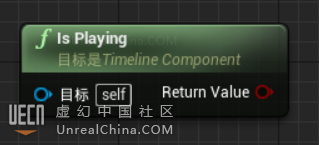 f Is Playing
目标是Timeline Component
目标 self Return Value
UECN 虚幻中国社区
UnrealChina.COM